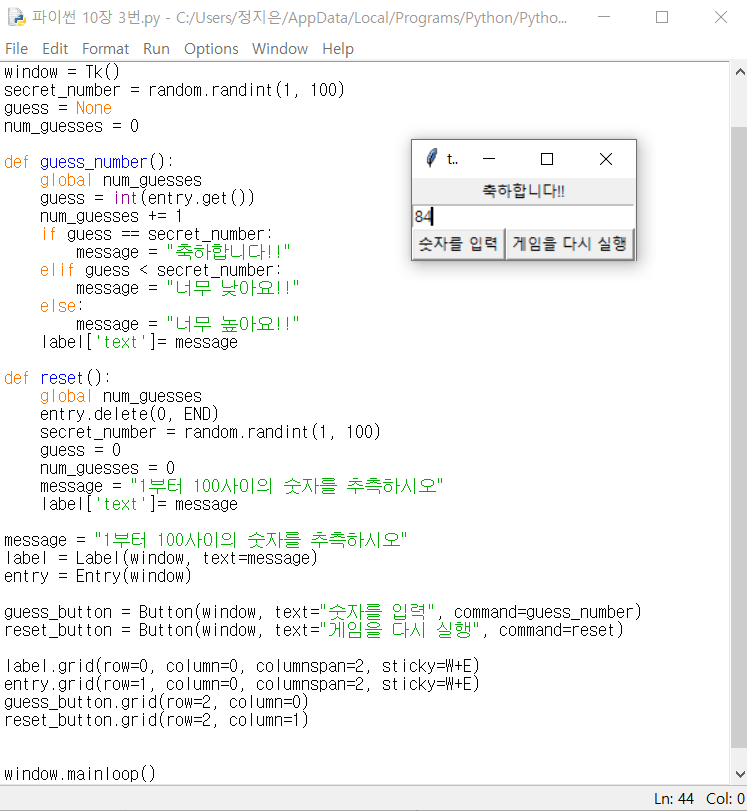 파이썬 10장 3번.py - C:/Users/정지은/AppData/Local/Programs/Python/Pytho...
File Edit Format Run Options Window Help
window = Tk()
secret_number = random.randint(1, 100)
guess = None
num_guesses = 0
def guess_number():
    global num_guesses
    guess = int(entry.get())
    num_guesses += 1
    if guess == secret_number:
        message = "축하합니다!!"
    elif guess < secret_number:
        message = "너무 낮아요!!"
    else:
        message = "너무 높아요!!"
    label['text']= message
def reset():
    global num_guesses
    entry.delete(0, END)
    secret_number = random.randint(1, 100)
    guess = 0
    num_guesses = 0
    message = "1부터 100사이의 숫자를 추측하시오"
    label['text']= message
message = "1부터 100사이의 숫자를 추측하시오"
label = Label(window, text=message)
entry = Entry(window)
guess_button = Button(window, text="숫자를 입력", command=guess_number)
reset_button = Button(window, text="게임을 다시 실행", command=reset)
label.grid(row=0, column=0, columnspan=2, sticky=W+E)
entry.grid(row=1, column=0, columnspan=2, sticky=W+E)
guess_button.grid(row=2, column=0)
reset_button.grid(row=2, column=1)
window.mainloop()
t..
축하합니다!!
84
숫자를 입력 게임을 다시 실행
Ln: 44 Col: 0